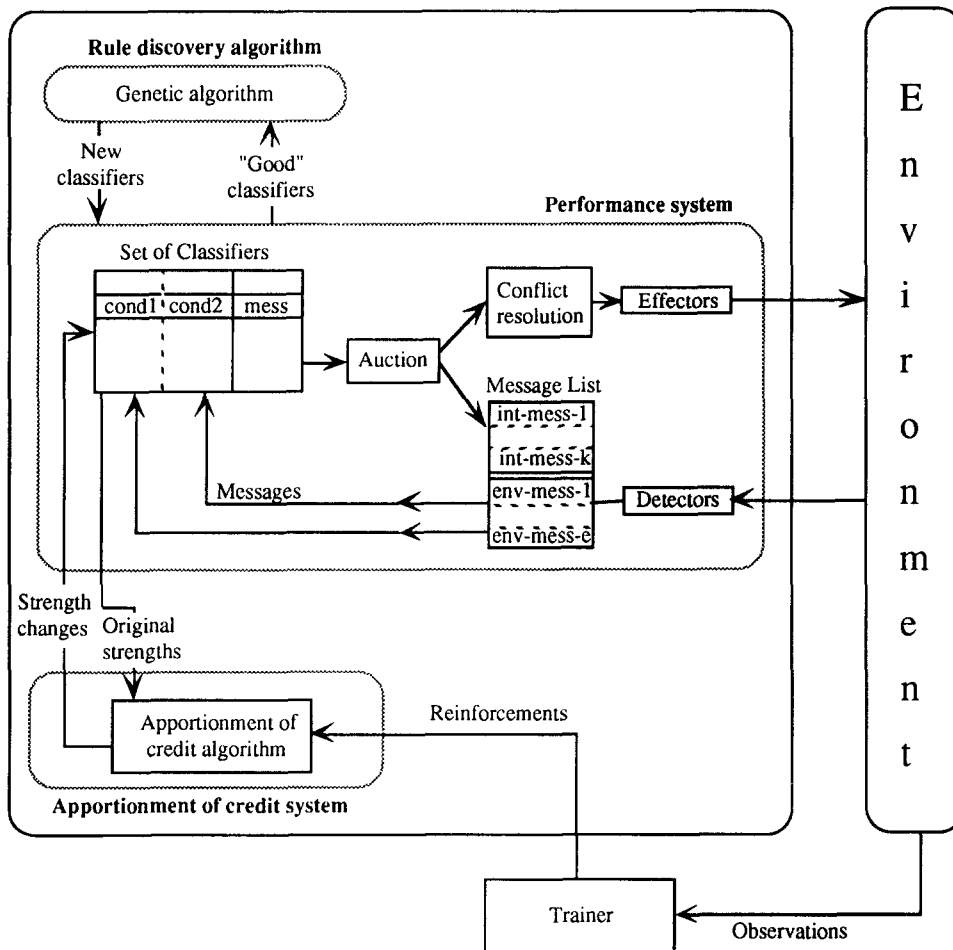 Rule discovery algorithm
Genetic algorithm
New
classifiers
"Good"
classifiers
Performance system
Set of Classifiers
cond1 cond2 mess
Auction
Conflict
resolution
Effectors
Message List
int-mess-1
int-mess-k
env-mess-1
env-mess-e
Detectors
Messages
Strength
changes
Original
strengths
Apportionment of
credit algorithm
Reinforcements
Apportionment of credit system
Trainer
Observations
E
n
v
i
r
o
n
m
e
n
t